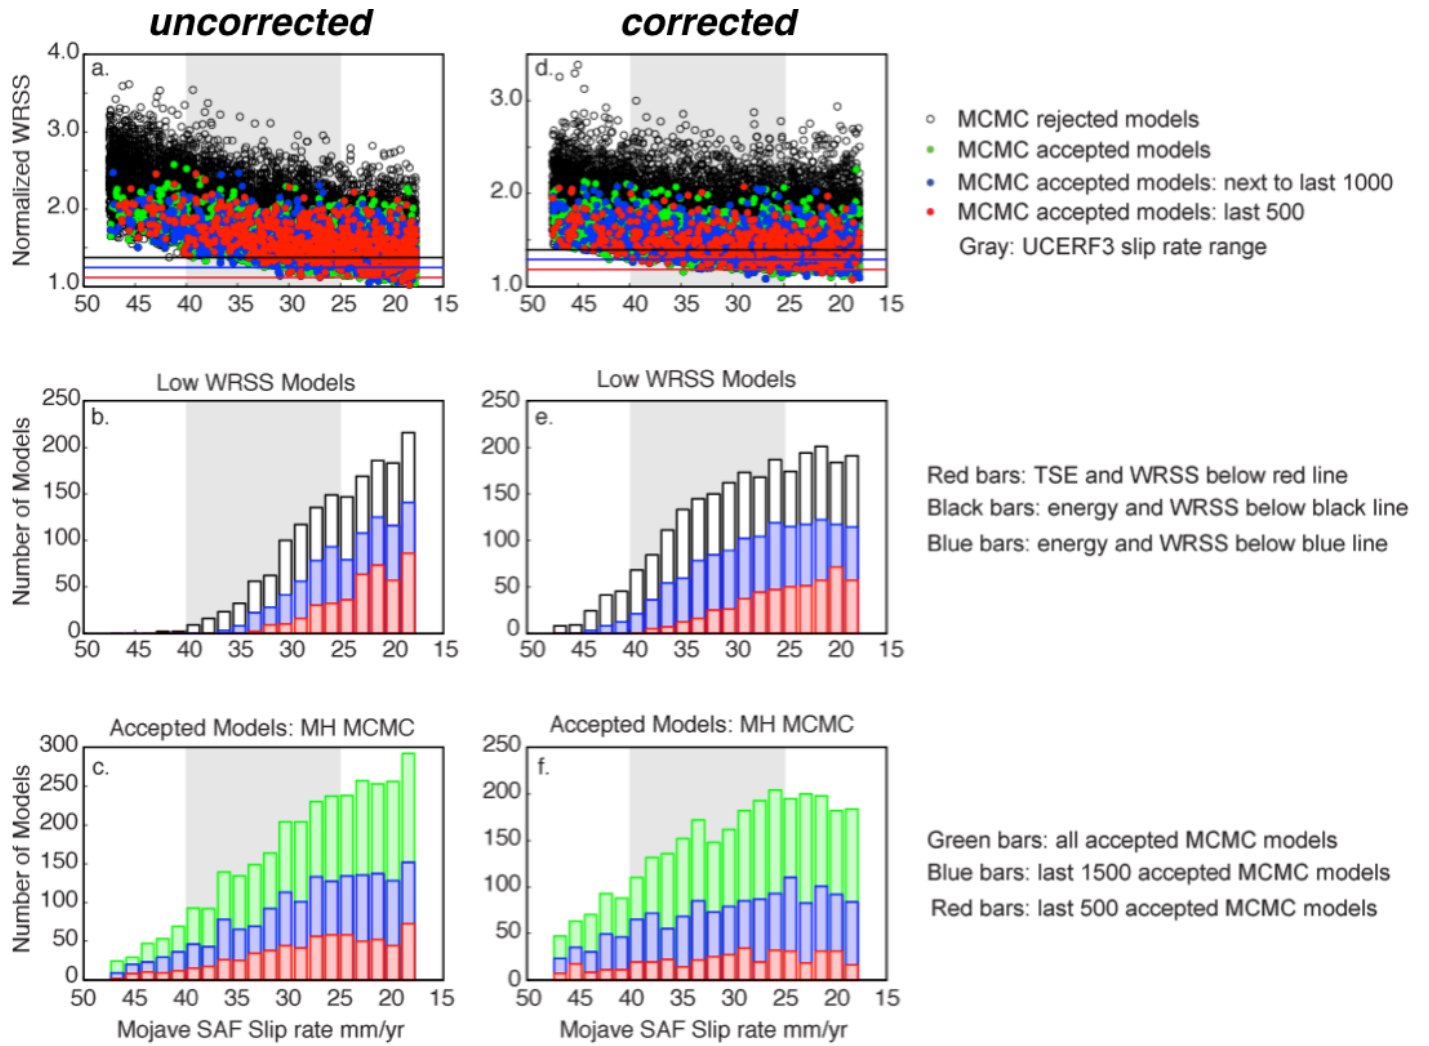 uncorrected
corrected
a.
4.0
3.0
2.0
1.0
Normalized WRSS
50 45 40 35 30 25 20 15
d.
3.0
2.0
1.0
50 45 40 35 30 25 20 15
MCMC rejected models
MCMC accepted models
MCMC accepted models: next to last 1000
MCMC accepted models: last 500
Gray: UCERF3 slip rate range
Low WRSS Models
b.
250
200
150
100
50
0
Number of Models
50 45 40 35 30 25 20 15
Low WRSS Models
e.
250
200
150
100
50
0
50 45 40 35 30 25 20 15
Red bars: TSE and WRSS below red line
Black bars: energy and WRSS below black line
Blue bars: energy and WRSS below blue line
Accepted Models: MH MCMC
c.
300
250
200
150
100
50
0
Number of Models
50 45 40 35 30 25 20 15
Mojave SAF Slip rate mm/yr
Accepted Models: MH MCMC
f.
250
200
150
100
50
0
50 45 40 35 30 25 20 15
Mojave SAF Slip rate mm/yr
Green bars: all accepted MCMC models
Blue bars: last 1500 accepted MCMC models
Red bars: last 500 accepted MCMC models